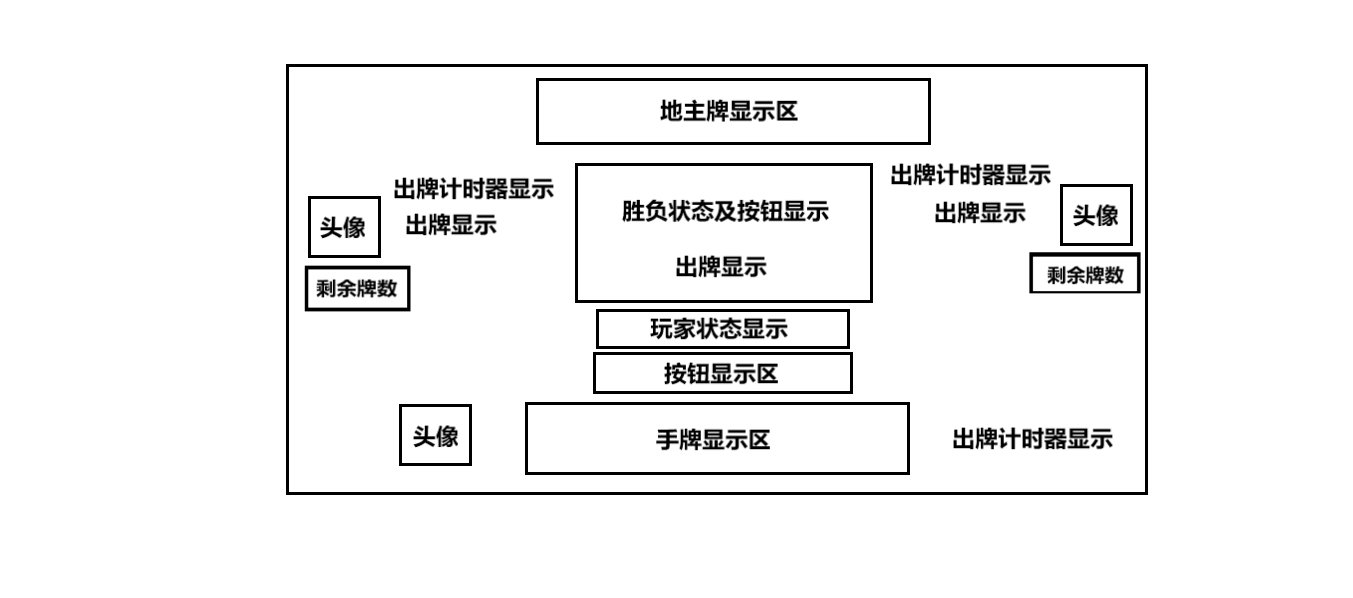 地主牌显示区
出牌计时器显示
出牌显示
头像
剩余牌数
胜负状态及按钮显示
出牌显示
出牌计时器显示
出牌显示
头像
剩余牌数
玩家状态显示
按钮显示区
头像
手牌显示区
出牌计时器显示